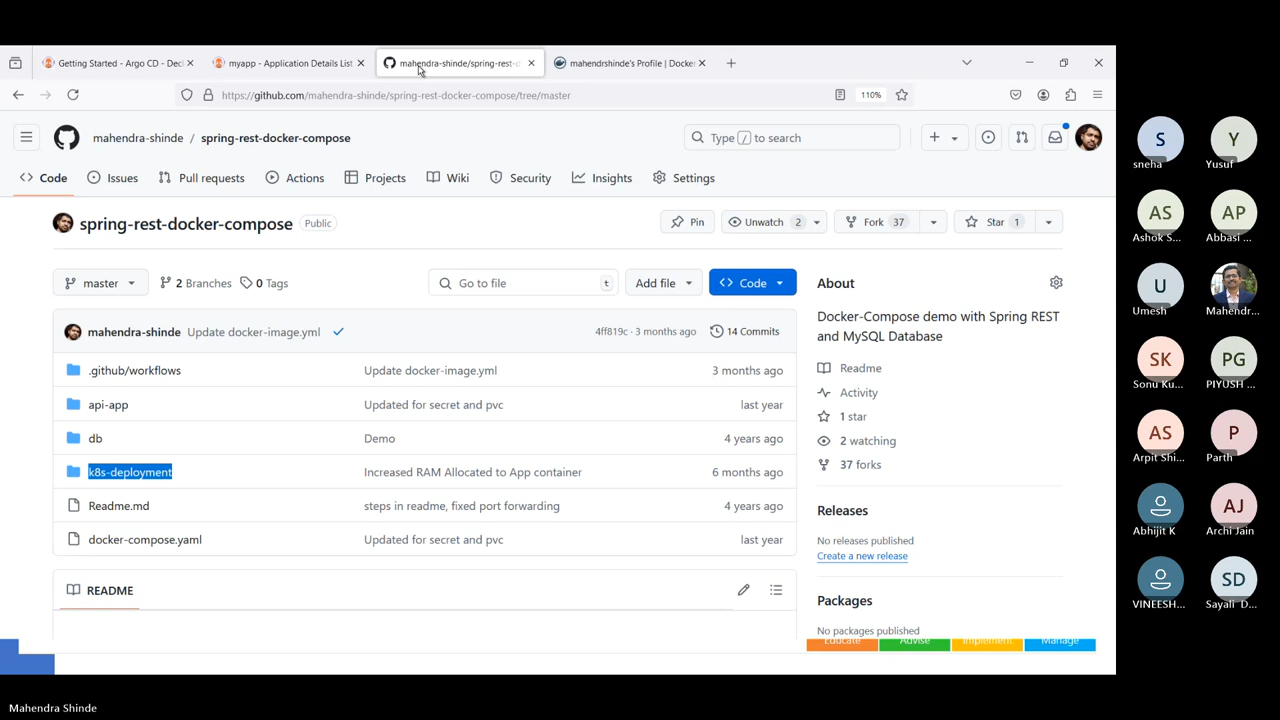 Getting Started - Argo CD - Decl
myapp - Application Details List
mahendra-shinde/spring-rest-d
mahendrshinde's Profile | Docke
https://github.com/mahendra-shinde/spring-rest-docker-compose/tree/master
110%
mahendra-shinde / spring-rest-docker-compose
Type / to search
Code Issues Pull requests Actions Projects Wiki Security Insights Settings
spring-rest-docker-compose Public
Pin Unwatch 2 Fork 37 Star 1
master 2 Branches 0 Tags Go to file t Add file Code
mahendra-shinde Update docker-image.yml 4ff819c · 3 months ago 14 Commits
.github/workflows Update docker-image.yml 3 months ago
api-app Updated for secret and pvc last year
db Demo 4 years ago
k8s-deployment Increased RAM Allocated to App container 6 months ago
Readme.md steps in readme, fixed port forwarding 4 years ago
docker-compose.yaml Updated for secret and pvc last year
README
About
Docker-Compose demo with Spring REST
and MySQL Database
Readme
Activity
1 star
2 watching
37 forks
Releases
No releases published
Create a new release
Packages
No packages published
Educate Advise Implement Manage
S Y
sneha Yusuf
AS AP
Ashok S... Abbasi ...
U
Umesh Mahendr...
SK PG
Sonu Ku... PIYUSH ...
AS P
Arpit Shi... Parth
AJ
Abhijit K Archi Jain
SD
VINEESH... Sayali D...
Mahendra Shinde